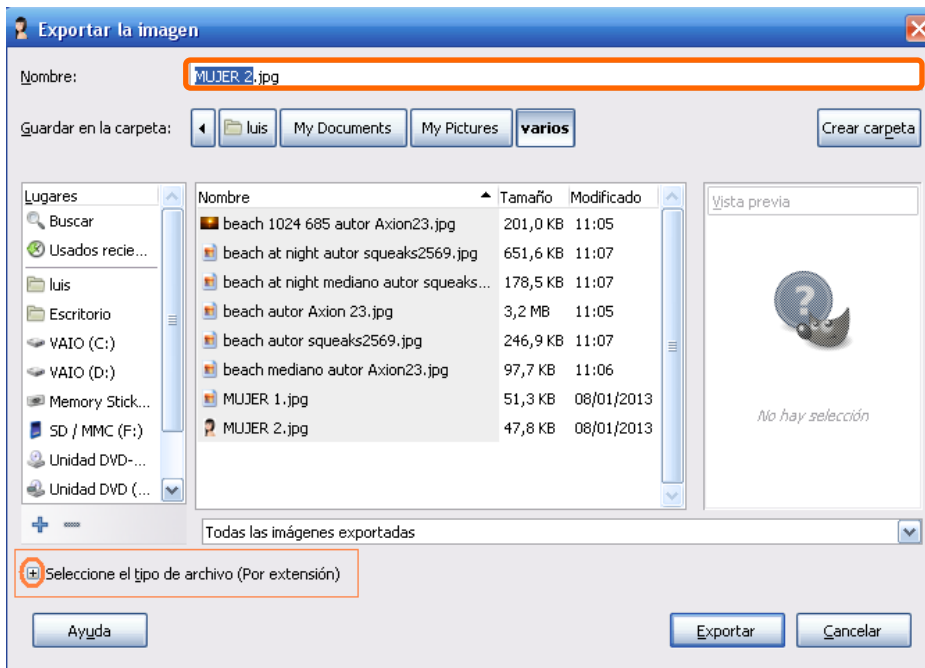 Exportar la imagen
Nombre: MUJER 2.jpg
Guardar en la carpeta: luis My Documents My Pictures varios Crear carpeta
Lugares Nombre Tamaño Modificado Vista previa
Buscar beach 1024 685 autor Axion23.jpg 201,0 KB 11:05
Usados recie... beach at night autor squeaks2569.jpg 651,6 KB 11:07
luis beach at night mediano autor squeaks... 178,5 KB 11:07
Escritorio beach autor Axion 23.jpg 3,2 MB 11:05
VAIO (C:) beach autor squeaks2569.jpg 246,9 KB 11:07
VAIO (D:) beach mediano autor Axion23.jpg 97,7 KB 11:06
Memory Stick... MUJER 1.jpg 51,3 KB 08/01/2013
SD / MMC (F:) MUJER 2.jpg 47,8 KB 08/01/2013
No hay selección
Unidad DVD-...
Unidad DVD (...
Todas las imágenes exportadas
Seleccione el tipo de archivo (Por extensión)
Ayuda Exportar Cancelar